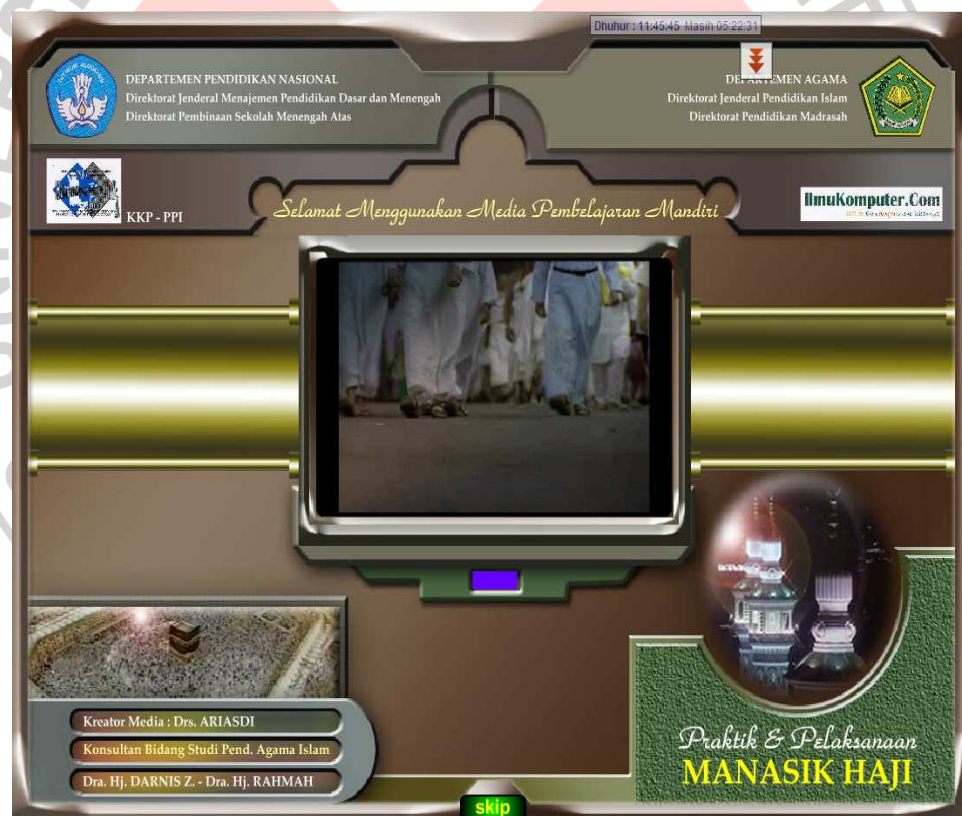 Dhuhur : 11:45:45 Masih 05:22:31
DEPARTEMEN PENDIDIKAN NASIONAL
Direktorat Jenderal Menajemen Pendidikan Dasar dan Menengah
Direktorat Pembinaan Sekolah Menengah Atas
DEPARTEMEN AGAMA
Direktorat Jenderal Pendidikan Islam
Direktorat Pendidikan Madrasah
KKP - PPI
Selamat Menggunakan Media Pembelajaran Mandiri
IlmuKomputer.Com
Kreator Media : Drs. ARIASDI
Konsultan Bidang Studi Pend. Agama Islam
Dra. Hj. DARNIS Z. - Dra. Hj. RAHMAH
Praktik & Pelaksanaan
MANASIK HAJI
skip